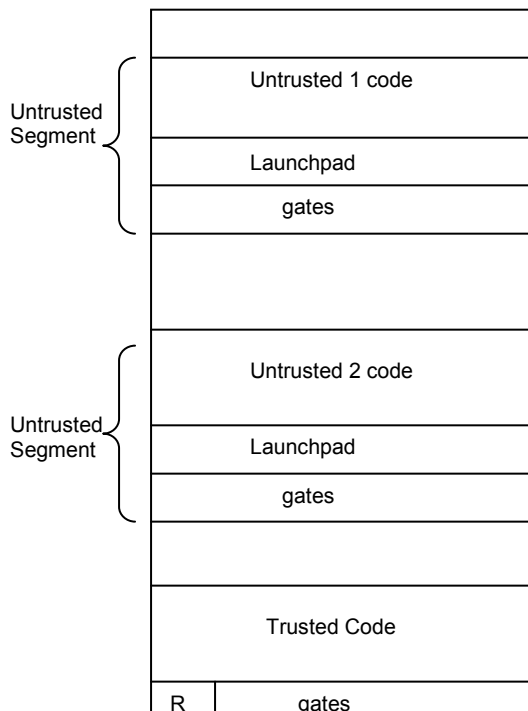 Untrusted 1 code
Untrusted
Segment
Launchpad
gates
Untrusted 2 code
Untrusted
Segment
Launchpad
gates
Trusted Code
R gates